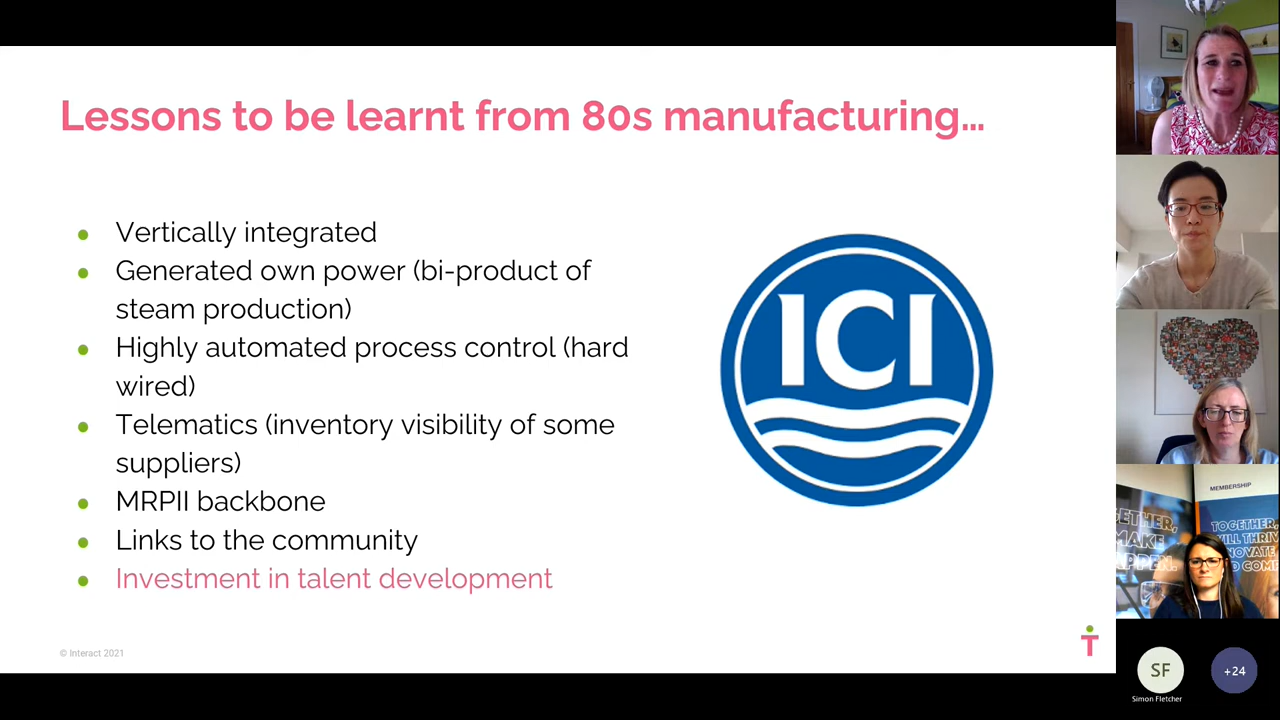 Lessons to be learnt from 80s manufacturing...
Vertically integrated
Generated own power (bi-product of
steam production)
Highly automated process control (hard
wired)
Telematics (inventory visibility of some
suppliers)
MRPII backbone
Links to the community
Investment in talent development
ICI
© Interact 2021
MEMBERSHIP
TOGETHER,
SF
Simon Fletcher
+24